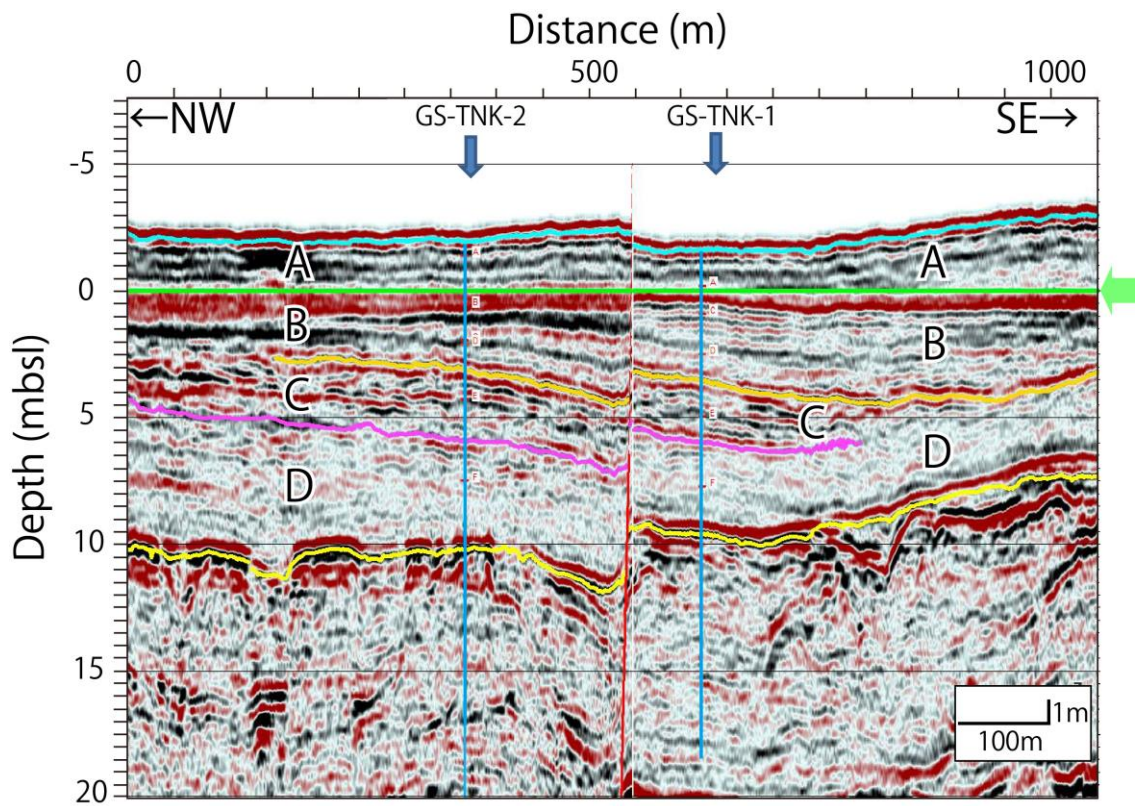 Distance (m)
0 500 1000
←NW GS-TNK-2 GS-TNK-1 SE→
-5
A A
A
0
B
C
B B
D
D
C
E
E
C
5
D
F
F
D
10
15
1m
100m
20
Depth (mbsl)